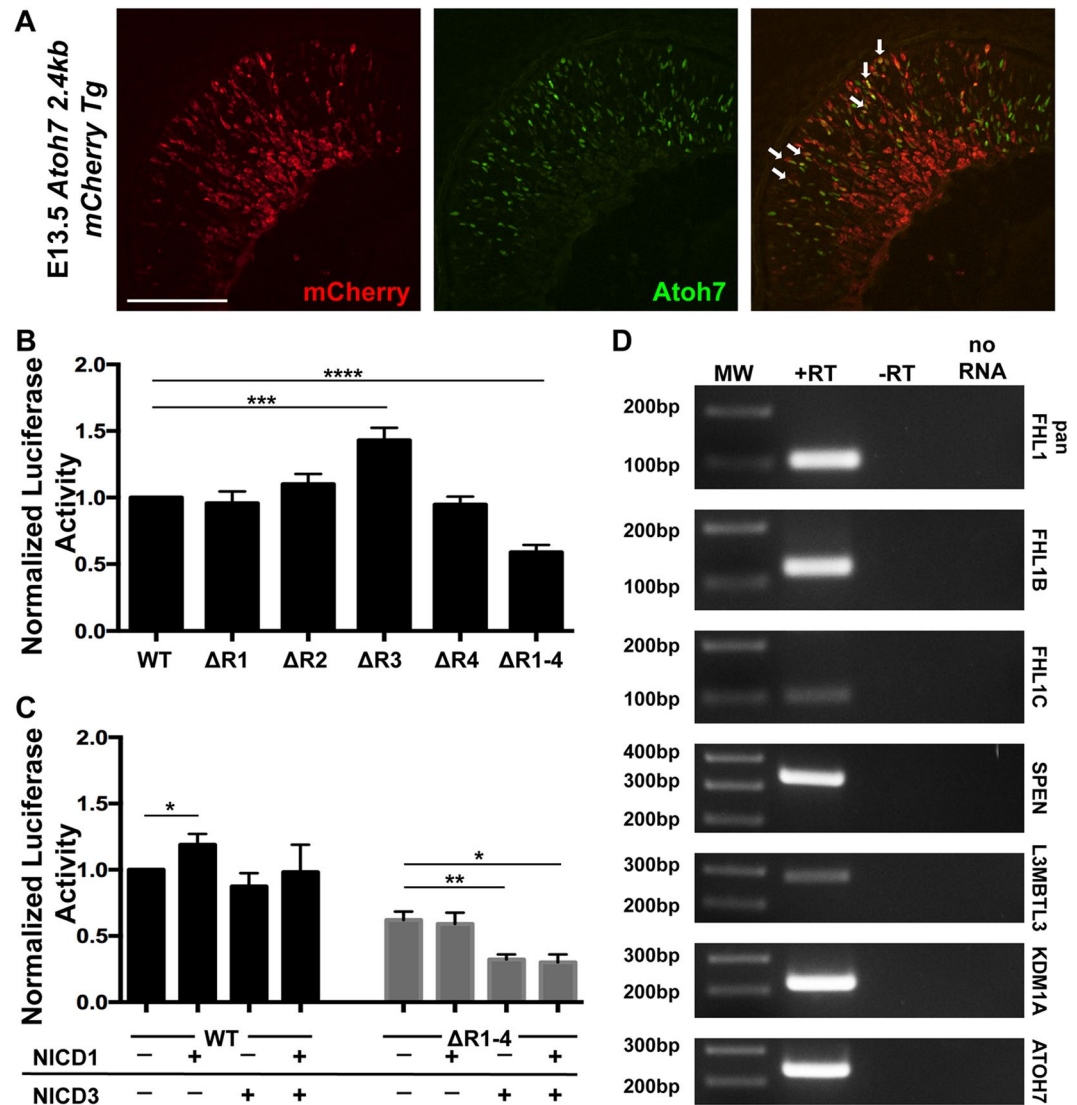 A
E13.5 Atoh7 2.4kb
mCherry Tg
mCherry
Atoh7
B
Normalized Luciferase
Activity
2.0
1.5
1.0
0.5
0.0
****
***
WT ΔR1 ΔR2 ΔR3 ΔR4 ΔR1-4
C
Normalized Luciferase
Activity
2.0
1.5
1.0
0.5
0.0
*
*
**
WT ΔR1-4
NICD1 – + – + – + – +
NICD3 – – + + – – + +
D
MW +RT -RT no
RNA
200bp
100bp
pan
FHL1
200bp
100bp
FHL1B
200bp
100bp
FHL1C
400bp
300bp
200bp
SPEN
300bp
200bp
L3MBTL3
300bp
200bp
KDM1A
300bp
200bp
ATOH7